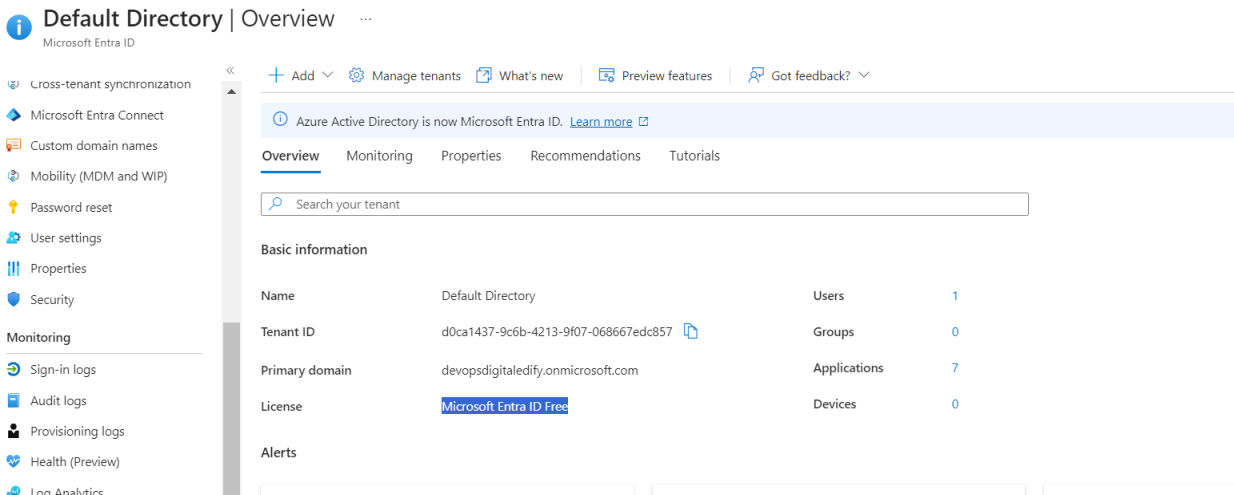 Default Directory | Overview ...
Microsoft Entra ID
Cross-tenant synchronization
Microsoft Entra Connect
Custom domain names
Mobility (MDM and WIP)
Password reset
User settings
Properties
Security
Monitoring
Sign-in logs
Audit logs
Provisioning logs
Health (Preview)
Log Analytics
«
Add Manage tenants What's new Preview features Got feedback?
Azure Active Directory is now Microsoft Entra ID. Learn more
Overview Monitoring Properties Recommendations Tutorials
Search your tenant
Basic information
Name Default Directory Users 1
Tenant ID d0ca1437-9c6b-4213-9f07-068667edc857 Groups 0
Primary domain devopsdigitaledify.onmicrosoft.com Applications 7
License Microsoft Entra ID Free Devices 0
Alerts